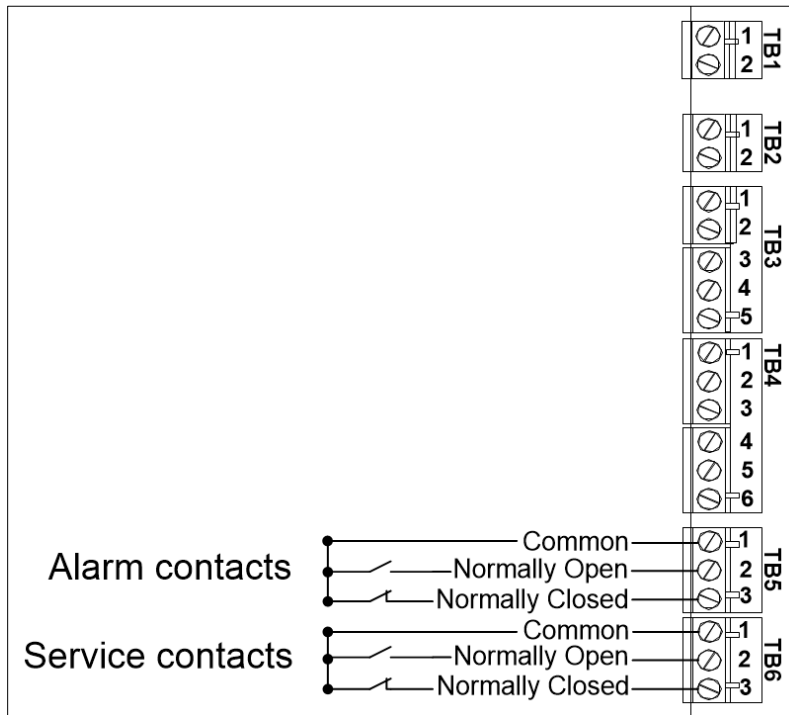 1
2
TB1
1
2
TB2
1
2
3
4
5
TB3
1
2
3
4
5
6
TB4
Alarm contacts
Common 1
Normally Open 2
Normally Closed 3
TB5
Service contacts
Common 1
Normally Open 2
Normally Closed 3
TB6